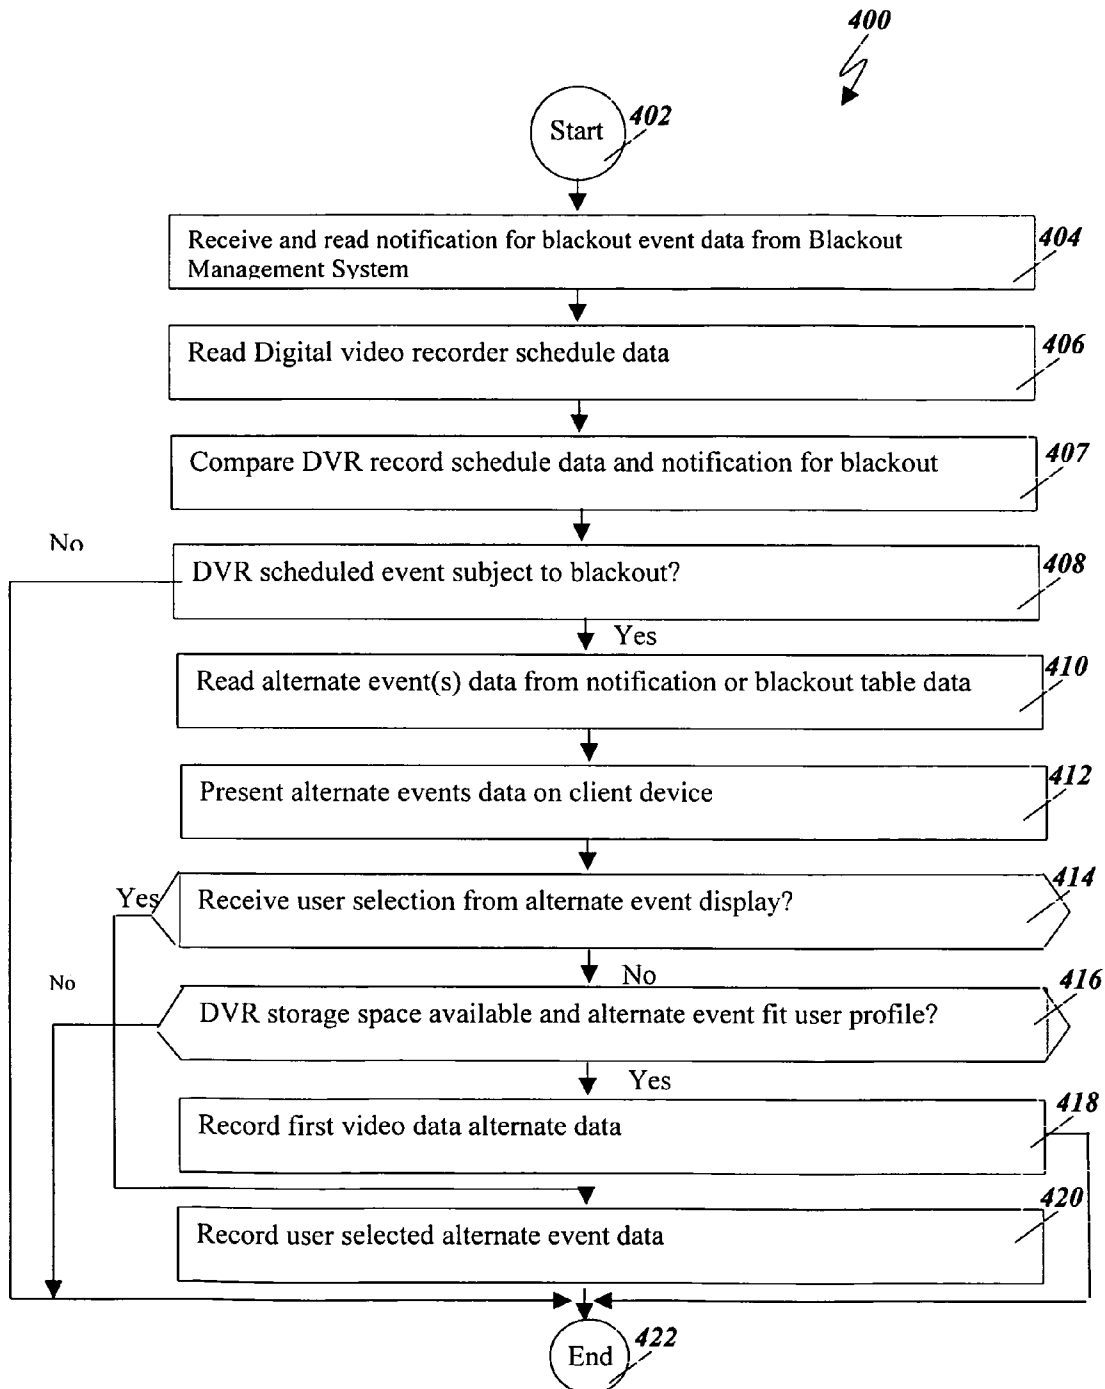 400
Start
402
Receive and read notification for blackout event data from Blackout
Management System
404
Read Digital video recorder schedule data
406
Compare DVR record schedule data and notification for blackout
407
No
DVR scheduled event subject to blackout?
408
Yes
Read alternate event(s) data from notification or blackout table data
410
Present alternate events data on client device
412
Yes
Receive user selection from alternate event display?
414
No
No
DVR storage space available and alternate event fit user profile?
416
Yes
Record first video data alternate data
418
Record user selected alternate event data
420
End
422